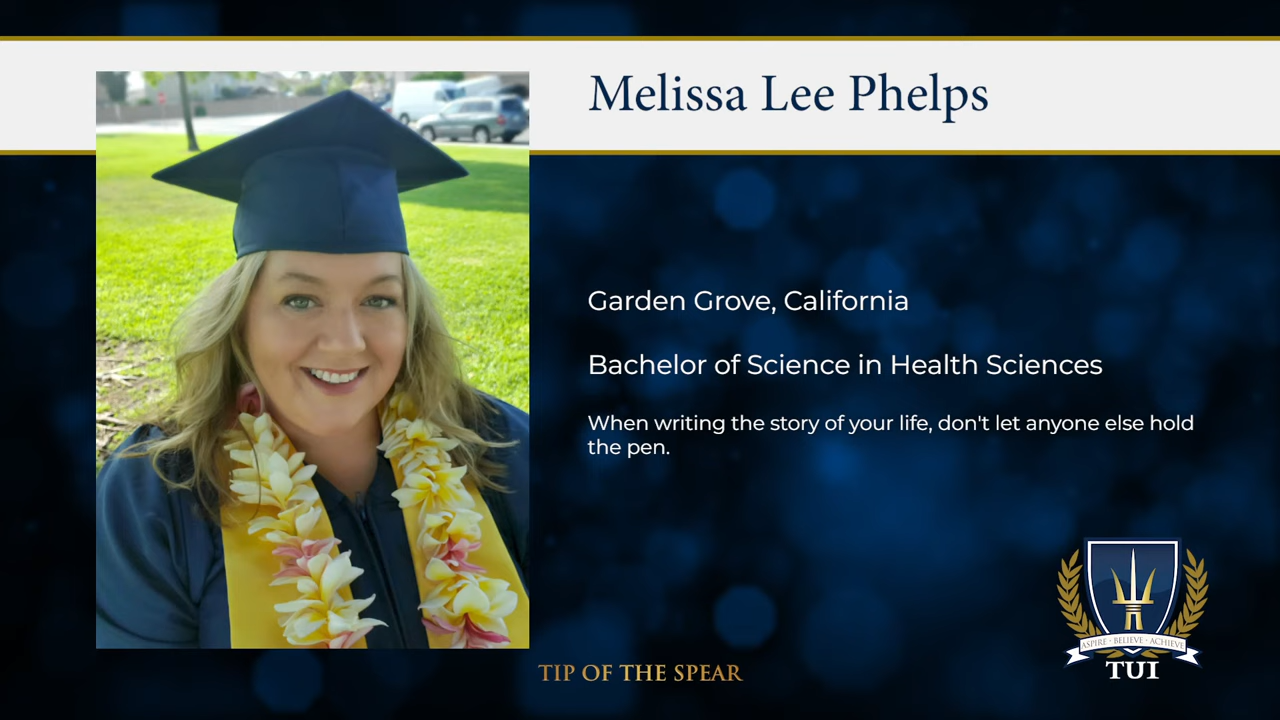 Melissa Lee Phelps
Garden Grove, California
Bachelor of Science in Health Sciences
When writing the story of your life, don't let anyone else hold
the pen.
ASPIRE · BELIEVE · ACHIEVE
TUI
TIP OF THE SPEAR